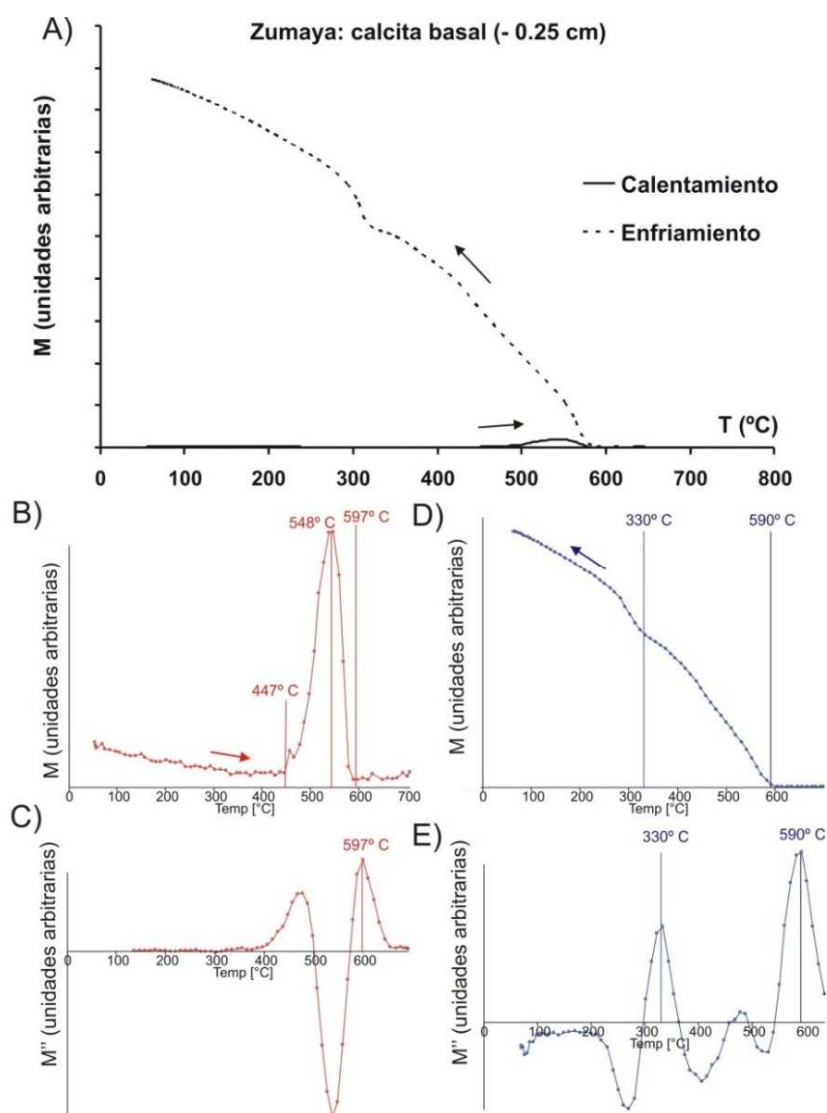 A)
Zumaya: calcita basal (- 0.25 cm)
M (unidades arbitrarias)
Calentamiento
Enfriamiento
T (ºC)
0 100 200 300 400 500 600 700 800
B)
548º C
597º C
447º C
M (unidades arbitrarias)
0 100 200 300 400 500 600 700
Temp [°C]
D)
330º C
590º C
M (unidades arbitrarias)
0 100 200 300 400 500 600
Temp [°C]
C)
597º C
M'' (unidades arbitrarias)
0 100 200 300 400 500 600
Temp [°C]
E)
330º C
590º C
M'' (unidades arbitrarias)
0 100 200 300 400 500 600
Temp [°C]